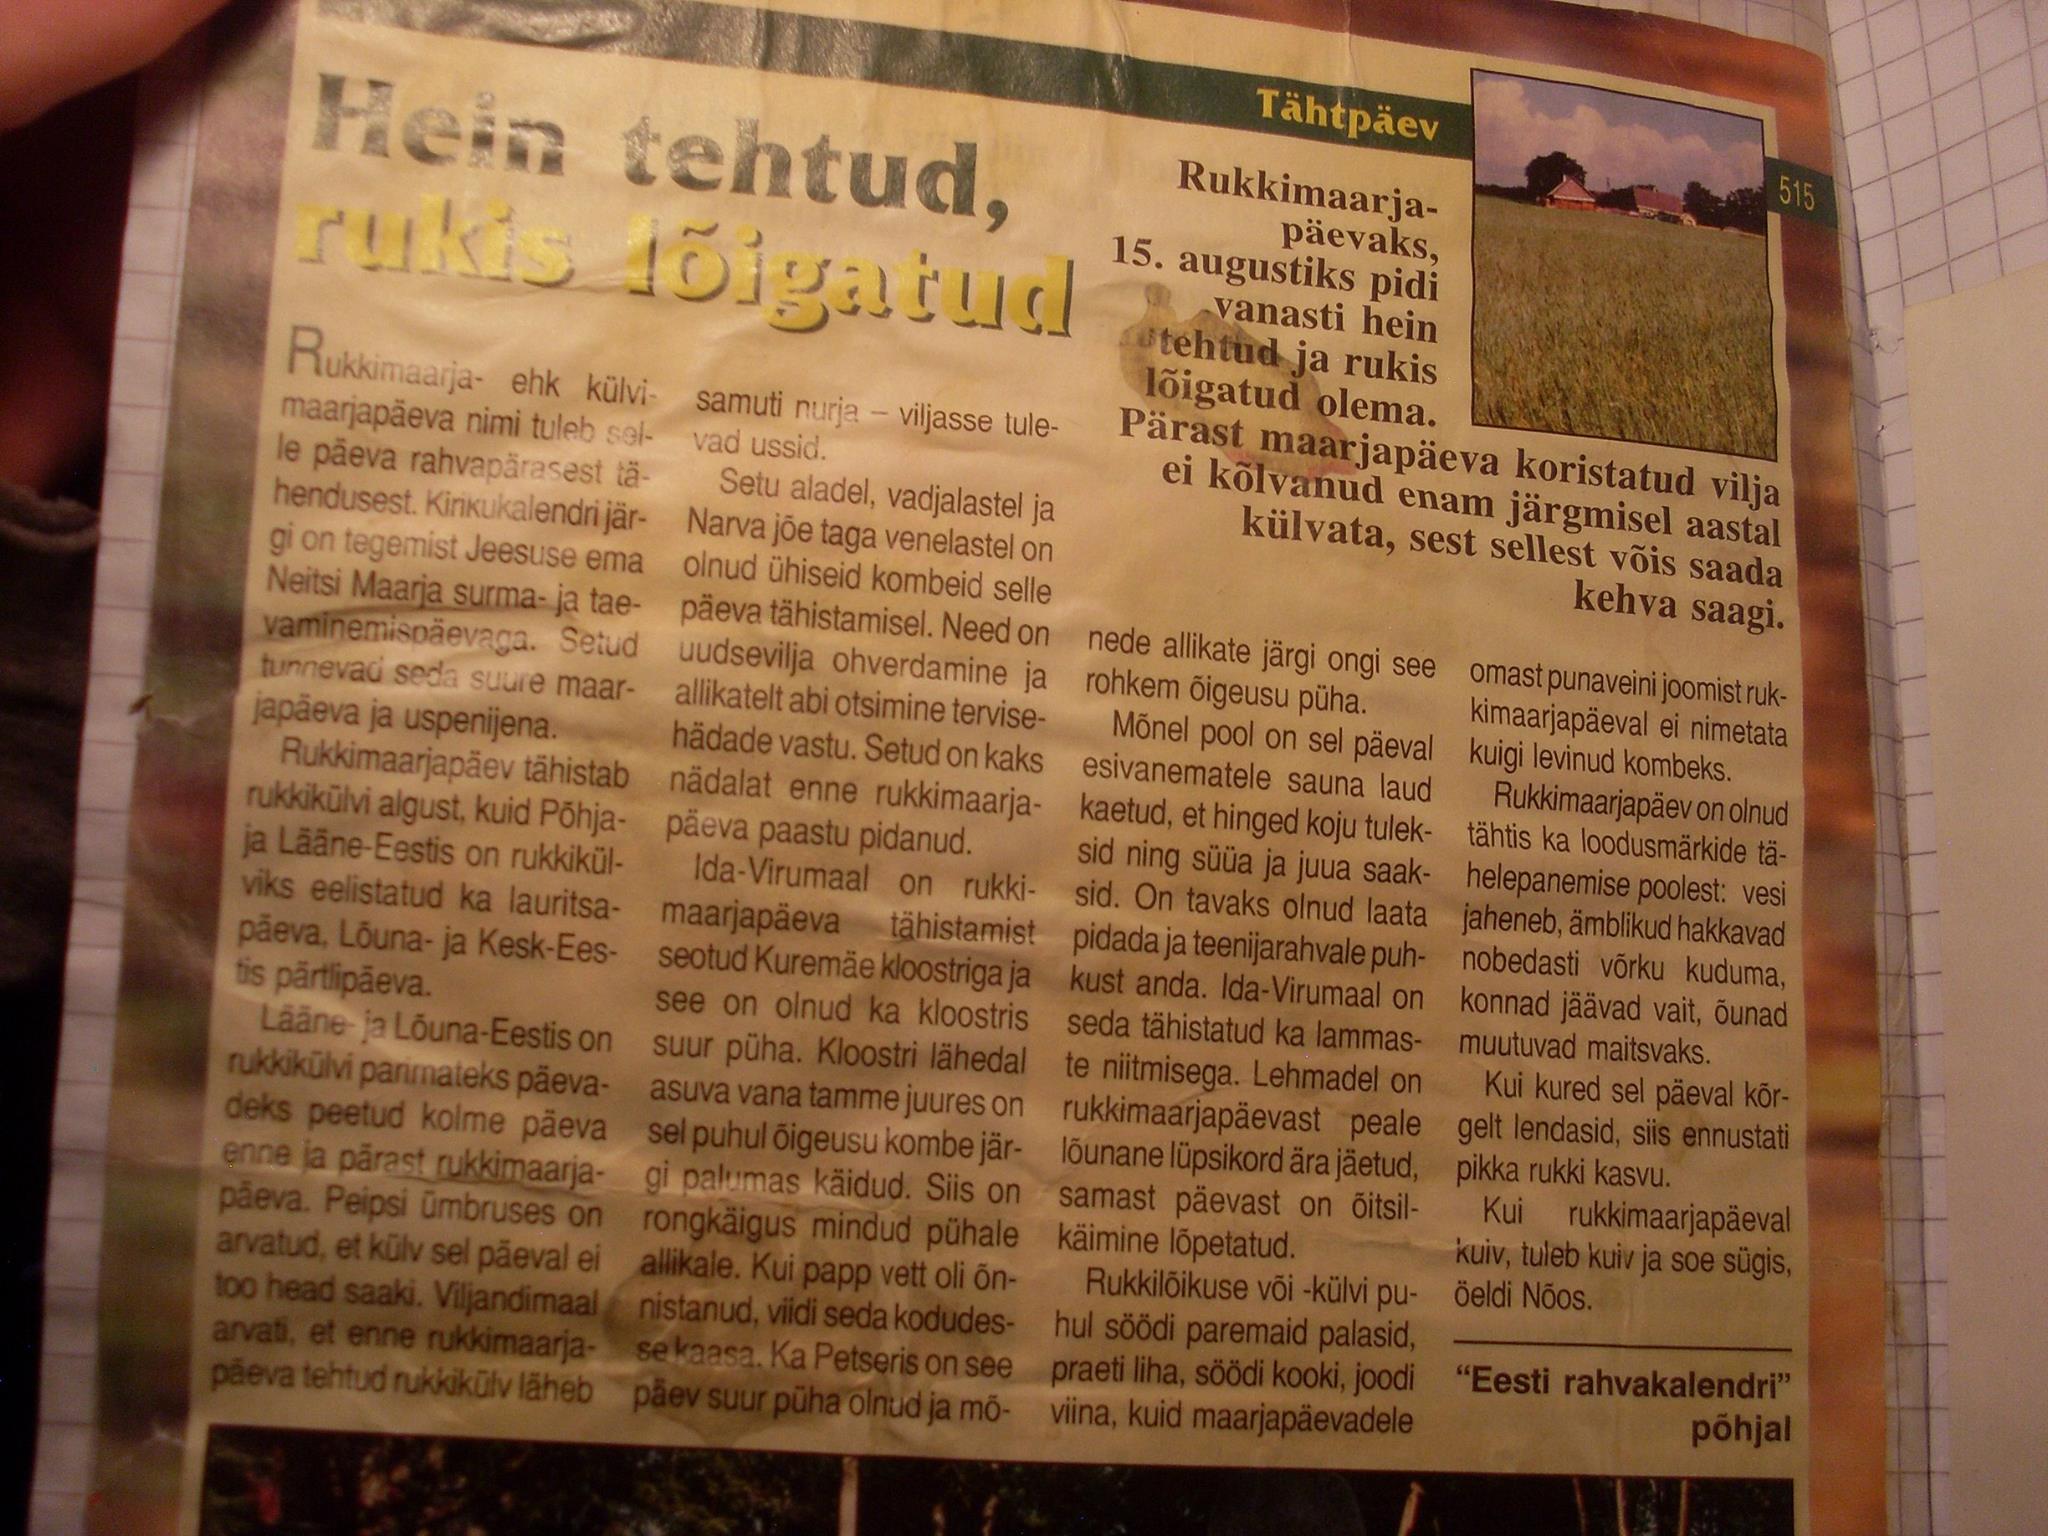 Tähtpäev
515
Hein tehtud,
rukis lõigatud
Rukkimaarja-
päevaks,
15. augustiks pidi
vanasti hein
tehtud ja rukis
lõigatud olema.
Pärast maarjapäeva koristatud vilja
ei kõlvanud enam järgmisel aastal
külvata, sest sellest võis saada
kehva saagi.
Rukkimaarja- ehk külvi-
maarjapäeva nimi tuleb sel-
le päeva rahvapärasest tä-
hendusest. Kirikukalendri jär-
gi on tegemist Jeesuse ema
Neitsi Maarja surma- ja tae-
vaminemispäevaga. Setud
tunnevad seda suure maar-
japäeva ja uspenijena.
Rukkimaarjapäev tähistab
rukkikülvi algust, kuid Põhja-
ja Lääne-Eestis on rukkikül-
viks eelistatud ka lauritsa-
päeva, Lõuna- ja Kesk-Ees-
tis pärtlipäeva.
Lääne- ja Lõuna-Eestis on
rukkikülvi parimateks päeva-
deks peetud kolme päeva
enne ja pärast rukkimaarja-
päeva. Peipsi ümbruses on
arvatud, et külv sel päeval ei
too head saaki. Viljandimaal
arvati, et enne rukkimaarja-
päeva tehtud rukkikülv läheb
samuti nurja – viljasse tule-
vad ussid.
Setu aladel, vadjalastel ja
Narva jõe taga venelastel on
olnud ühiseid kombeid selle
päeva tähistamisel. Need on
uudsevilja ohverdamine ja
allikatelt abi otsimine tervise-
hädade vastu. Setud on kaks
nädalat enne rukkimaarja-
päeva paastu pidanud.
Ida-Virumaal on rukki-
maarjapäeva tähistamist
seotud Kuremäe kloostriga ja
see on olnud ka kloostris
suur püha. Kloostri lähedal
asuva vana tamme juures on
sel puhul õigeusu kombe jär-
gi palumas käidud. Siis on
rongkäigus mindud pühale
allikale. Kui papp vett oli õn-
nistanud, viidi seda kodudes-
se kaasa. Ka Petseris on see
päev suur püha olnud ja mõ-
nede allikate järgi ongi see
rohkem õigeusu püha.
Mõnel pool on sel päeval
esivanematele sauna laud
kaetud, et hinged koju tulek-
sid ning süüa ja juua saak-
sid. On tavaks olnud laata
pidada ja teenijarahvale puh-
kust anda. Ida-Virumaal on
seda tähistatud ka lammas-
te niitmisega. Lehmadel on
rukkimaarjapäevast peale
lõunane lüpsikord ära jäetud,
samast päevast on õitsil-
käimine lõpetatud.
Rukkilõikuse või -külvi pu-
hul söödi paremaid palasid,
praeti liha, söödi kooki, joodi
viina, kuid maarjapäevadele
omast punaveini joomist ruk-
kimaarjapäeval ei nimetata
kuigi levinud kombeks.
Rukkimaarjapäev on olnud
tähtis ka loodusmärkide tä-
helepanemise poolest: vesi
jaheneb, ämblikud hakkavad
nobedasti võrku kuduma,
konnad jäävad vait, õunad
muutuvad maitsvaks.
Kui kured sel päeval kõr-
gelt lendasid, siis ennustati
pikka rukki kasvu.
Kui rukkimaarjapäeval
kuiv, tuleb kuiv ja soe sügis,
öeldi Nõos.
“Eesti rahvakalendri”
põhjal